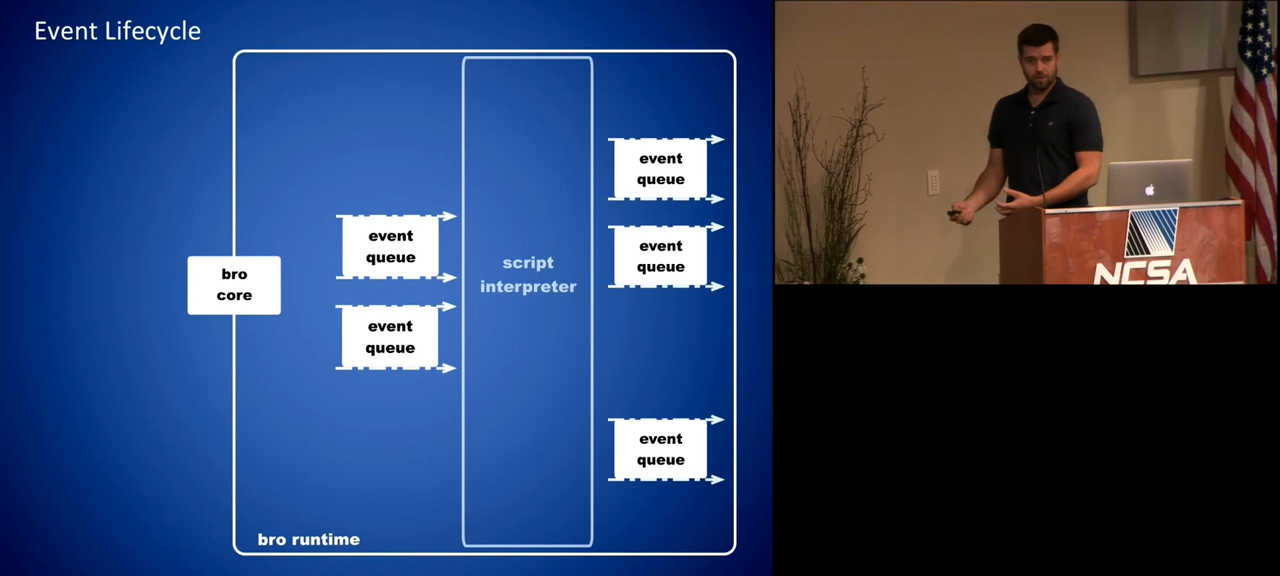 Event Lifecycle
bro
core
event
queue
event
queue
script
interpreter
event
queue
event
queue
event
queue
bro runtime
NCSA